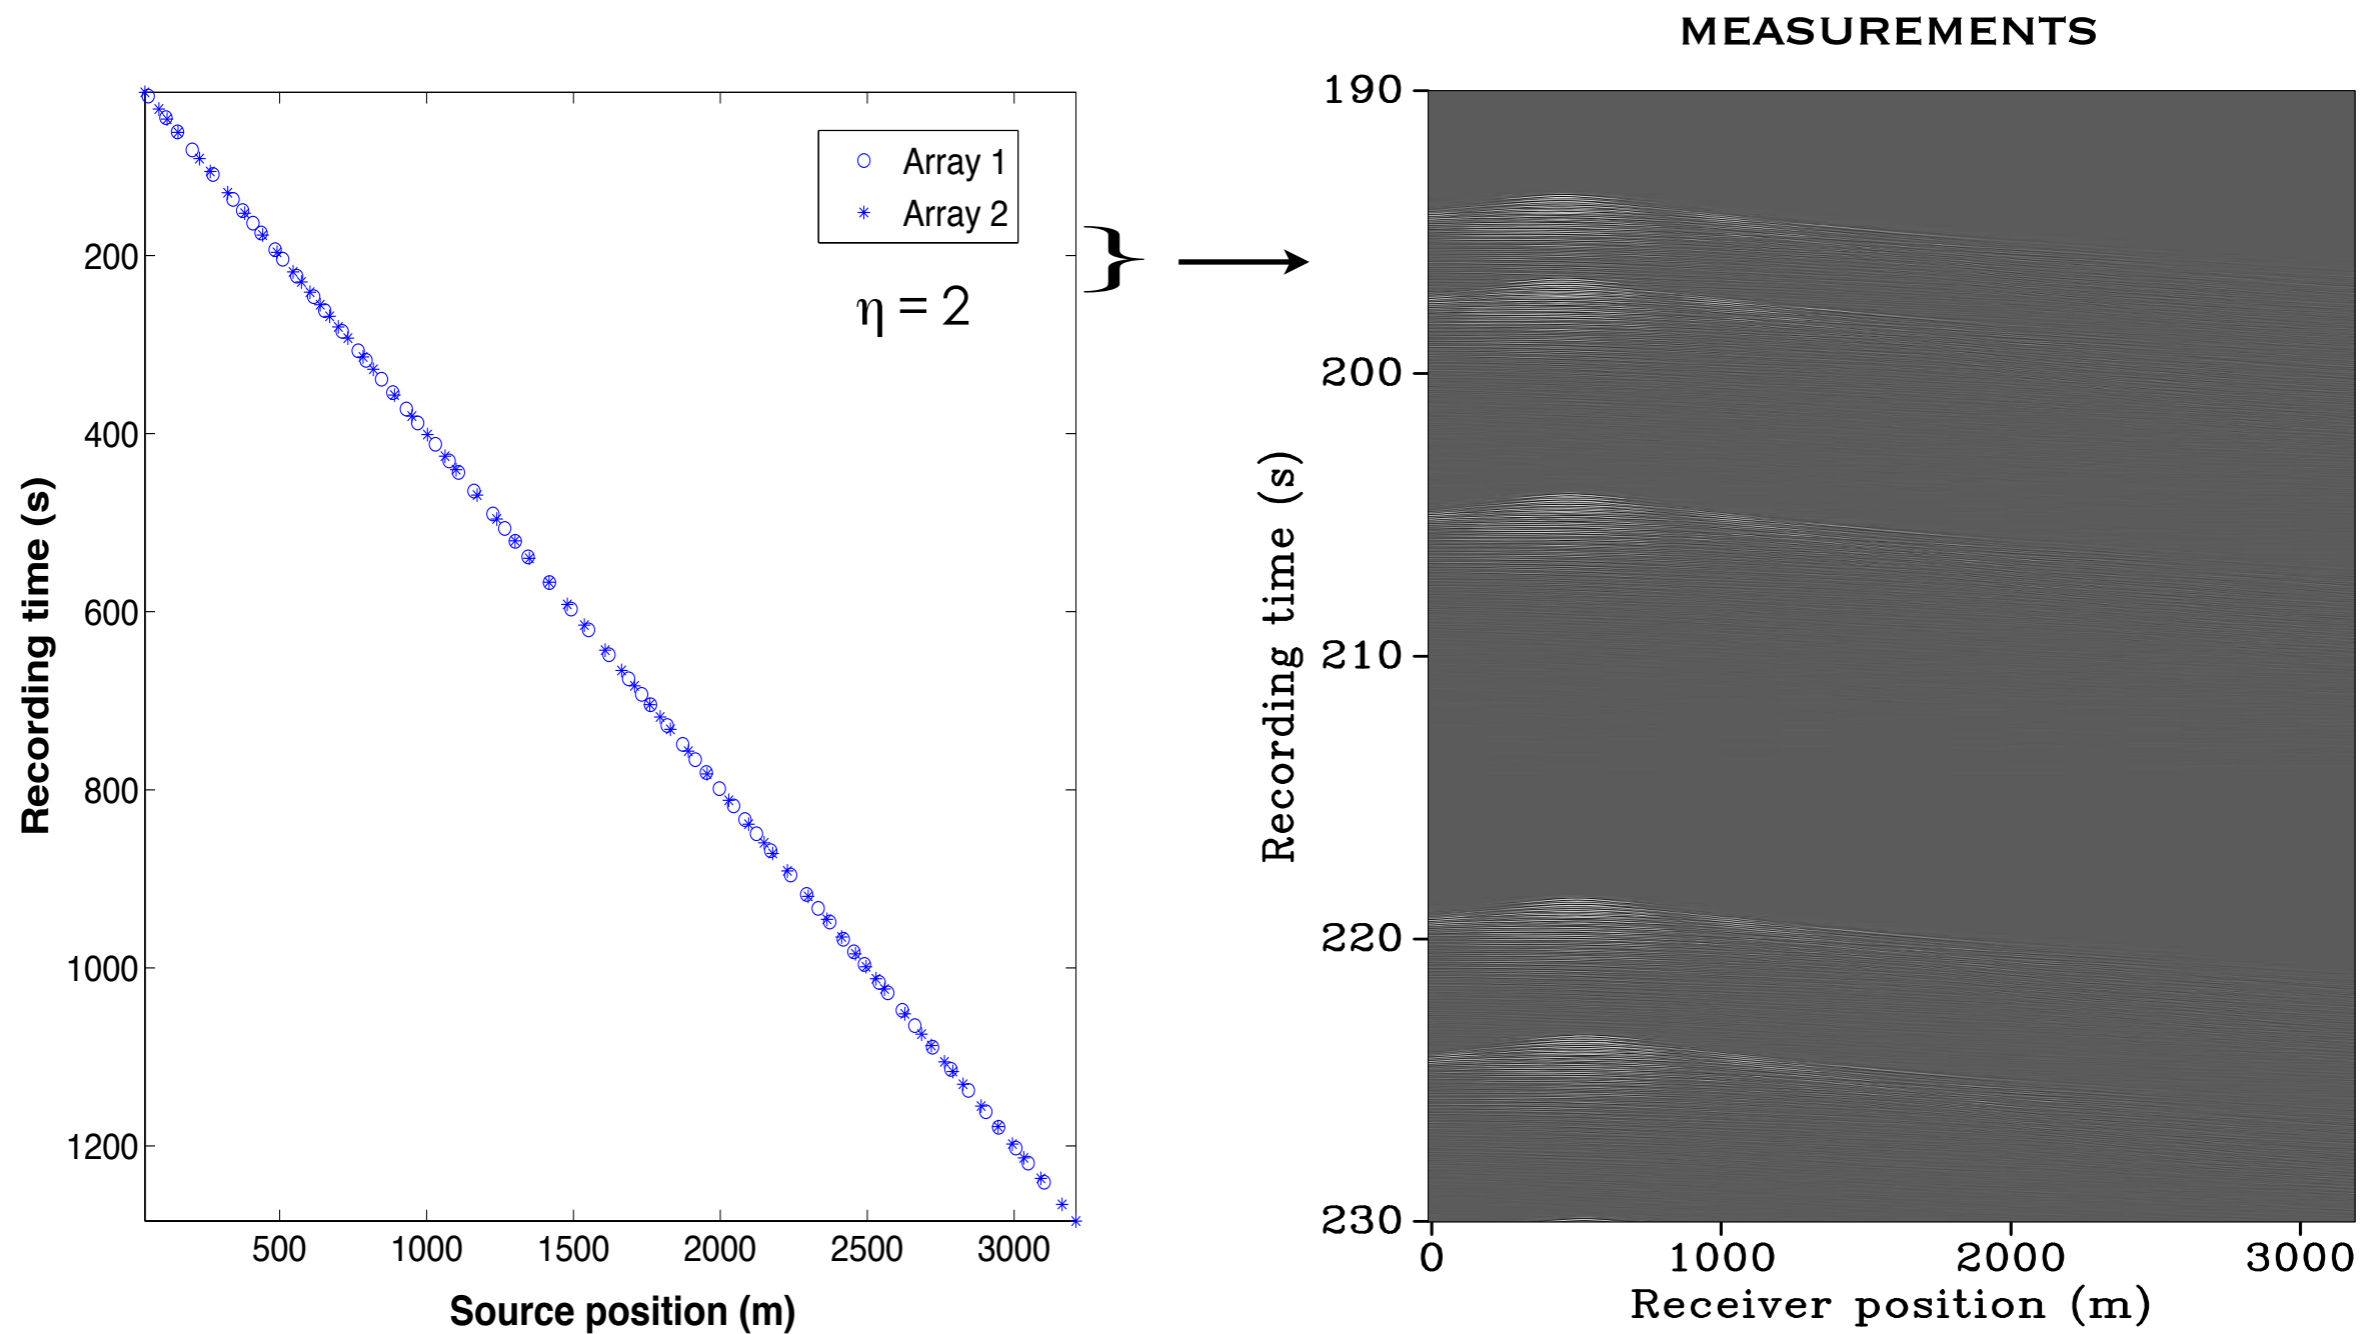 MEASUREMENTS
Array 1
Array 2
η = 2
}
200
400
600
800
1000
1200
Recording time (s)
500 1000 1500 2000 2500 3000
Source position (m)
190
200
210
220
230
Recording time (s)
0 1000 2000 3000
Receiver position (m)